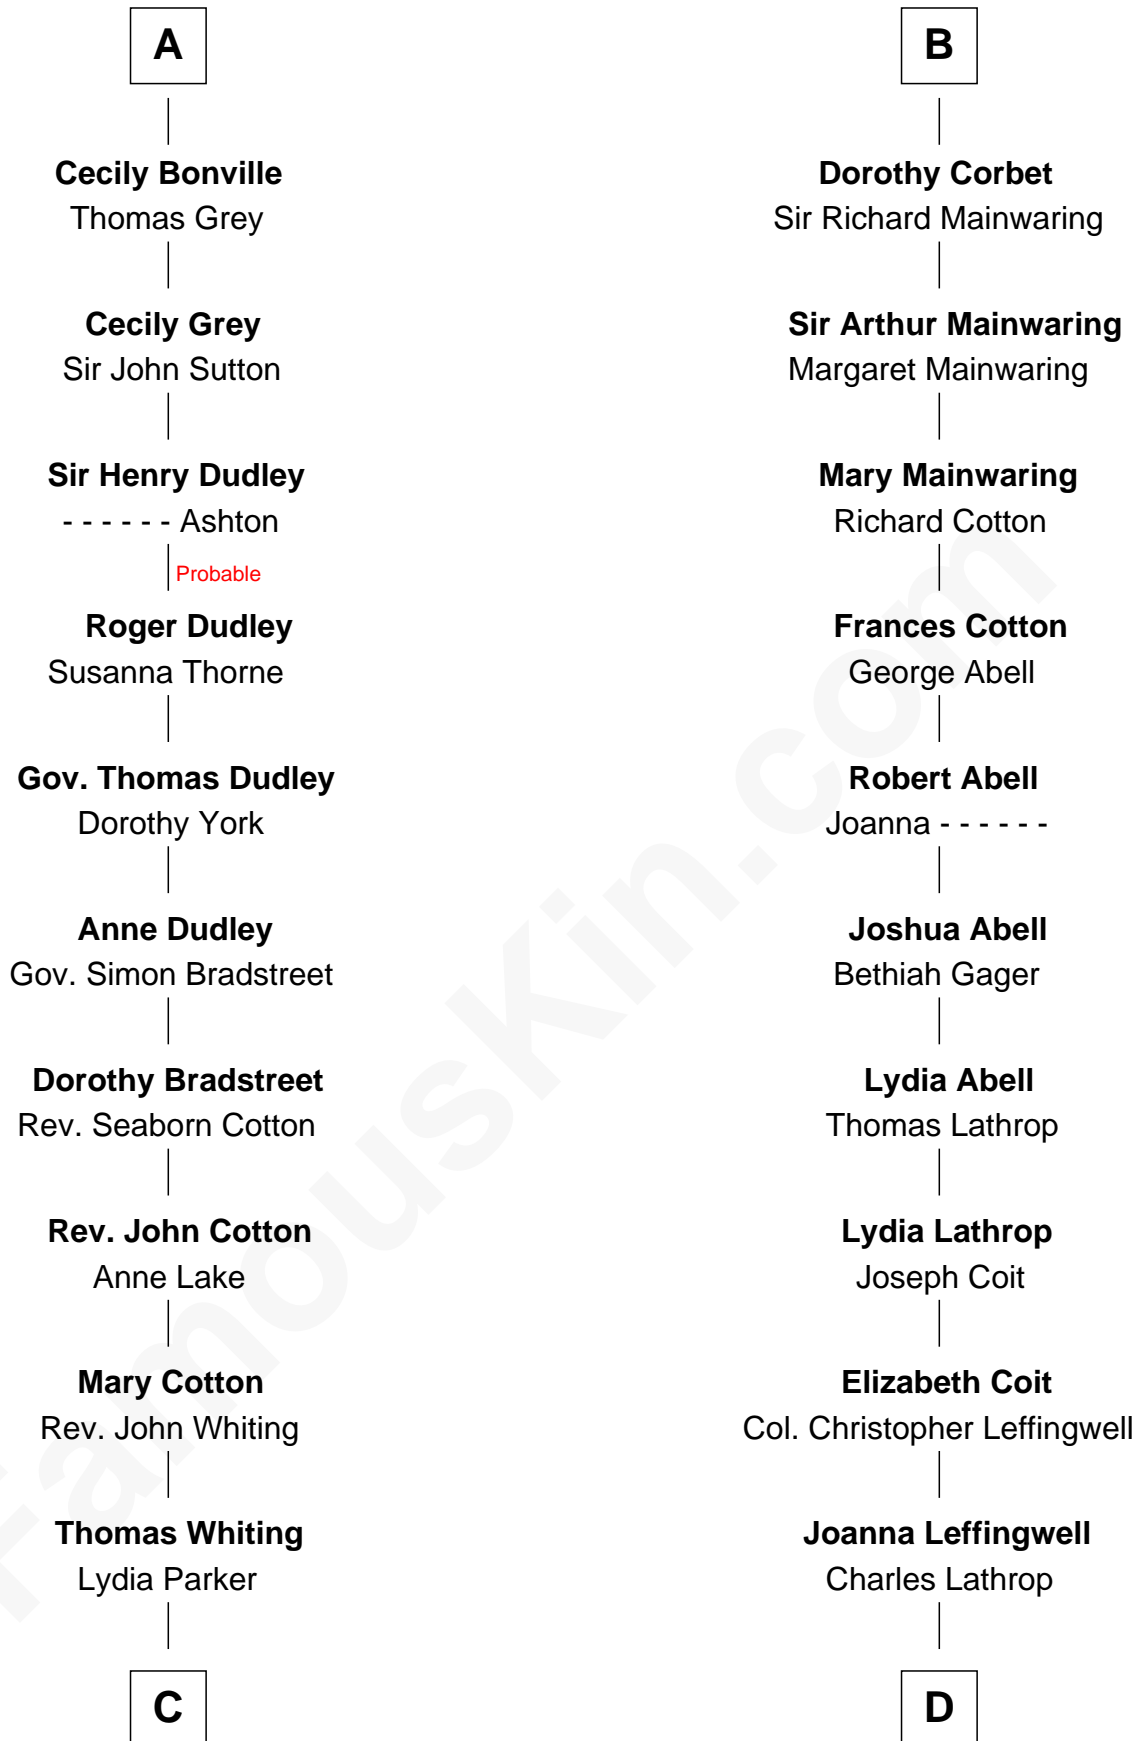 A
Cecily Bonville
Thomas Grey
Cecily Grey
Sir John Sutton
Sir Henry Dudley
- - - - - - Ashton
Probable
Roger Dudley
Susanna Thorne
Gov. Thomas Dudley
Dorothy York
Anne Dudley
Gov. Simon Bradstreet
Dorothy Bradstreet
Rev. Seaborn Cotton
Rev. John Cotton
Anne Lake
Mary Cotton
Rev. John Whiting
Thomas Whiting
Lydia Parker
C
B
Dorothy Corbet
Sir Richard Mainwaring
Sir Arthur Mainwaring
Margaret Mainwaring
Mary Mainwaring
Richard Cotton
Frances Cotton
George Abell
Robert Abell
Joanna - - - - - -
Joshua Abell
Bethiah Gager
Lydia Abell
Thomas Lathrop
Lydia Lathrop
Joseph Coit
Elizabeth Coit
Col. Christopher Leffingwell
Joanna Leffingwell
Charles Lathrop
D
FamousKin.com